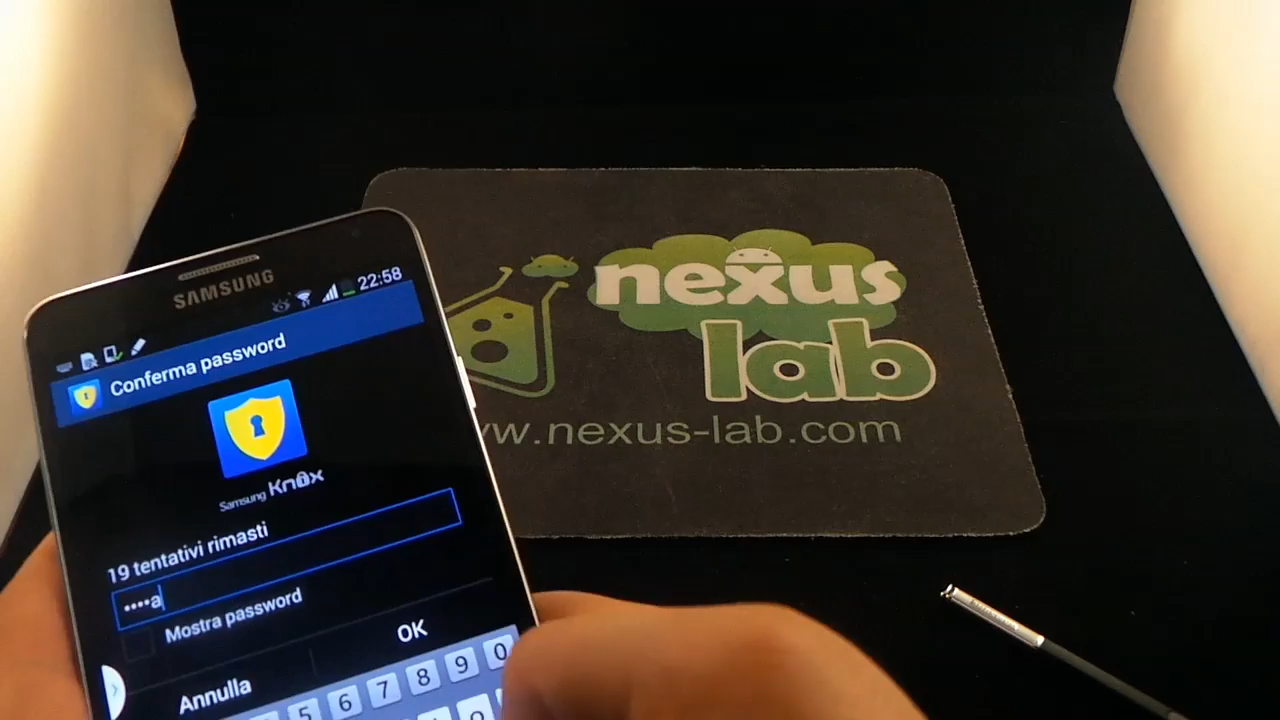 SAMSUNG
22:58
Conferma password
Samsung Knox
19 tentativi rimasti
••••a
Mostra password
OK
Annulla
5 6 7 8 9 0
nexus
lab
w.nexus-lab.com